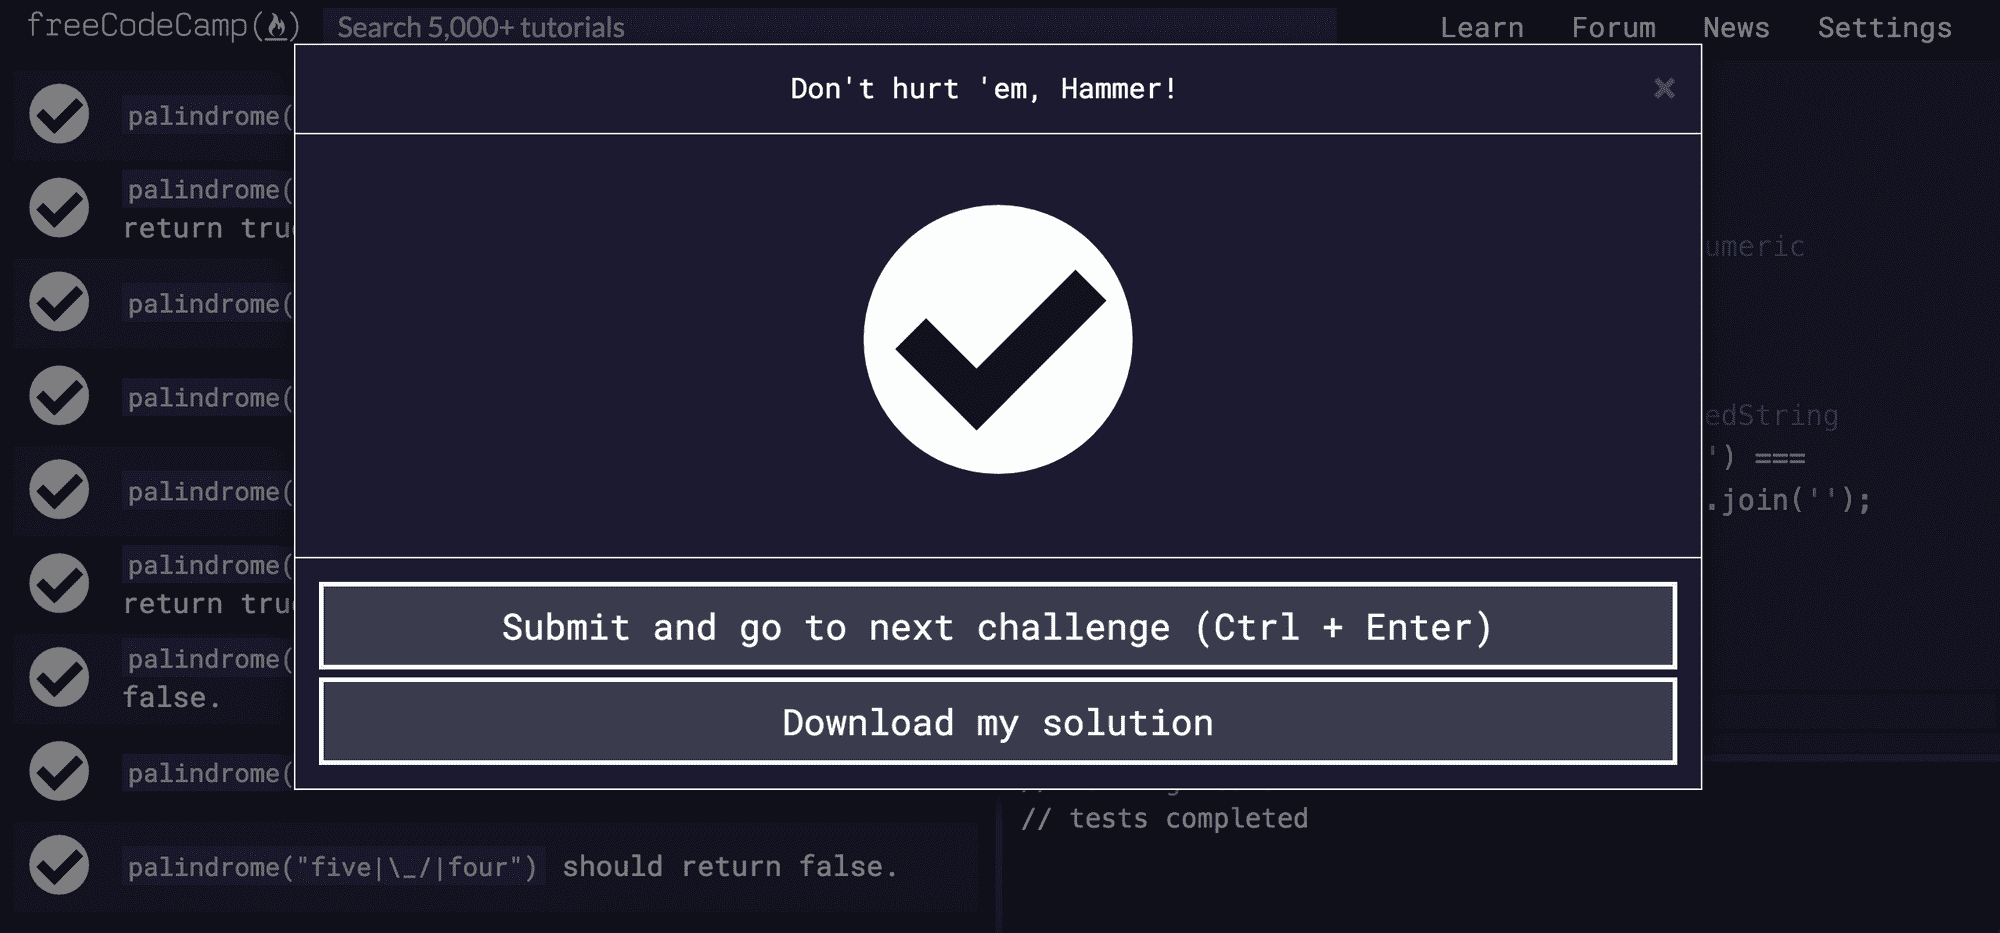 freeCodeCamp(🔥)
Search 5,000+ tutorials
Learn Forum News Settings
Don't hurt 'em, Hammer!
×
palindrome(
palindrome(
return tru
palindrome(
palindrome(
palindrome(
palindrome(
return tru
palindrome(
false.
palindrome(
palindrome("five|\_/|four") should return false.
umeric
edString
') ===
.join('');
Submit and go to next challenge (Ctrl + Enter)
Download my solution
// tests completed